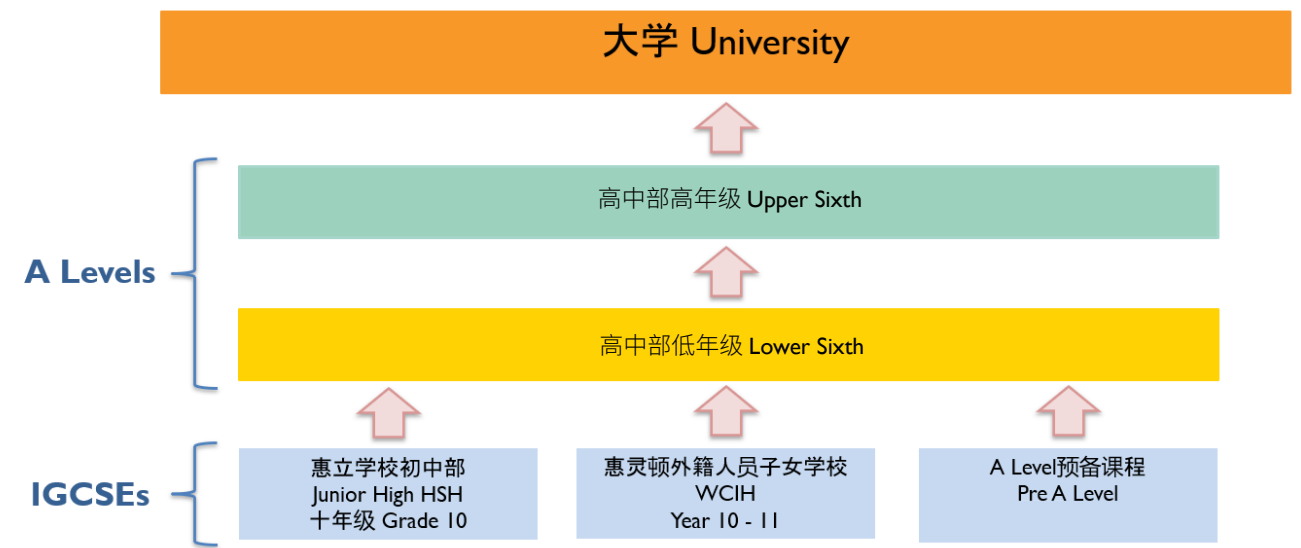 大学 University
高中部高年级 Upper Sixth
A Levels
高中部低年级 Lower Sixth
IGCSEs
惠立学校初中部
Junior High HSH
十年级 Grade 10
惠灵顿外籍人员子女学校
WCIH
Year 10 - 11
A Level预备课程
Pre A Level